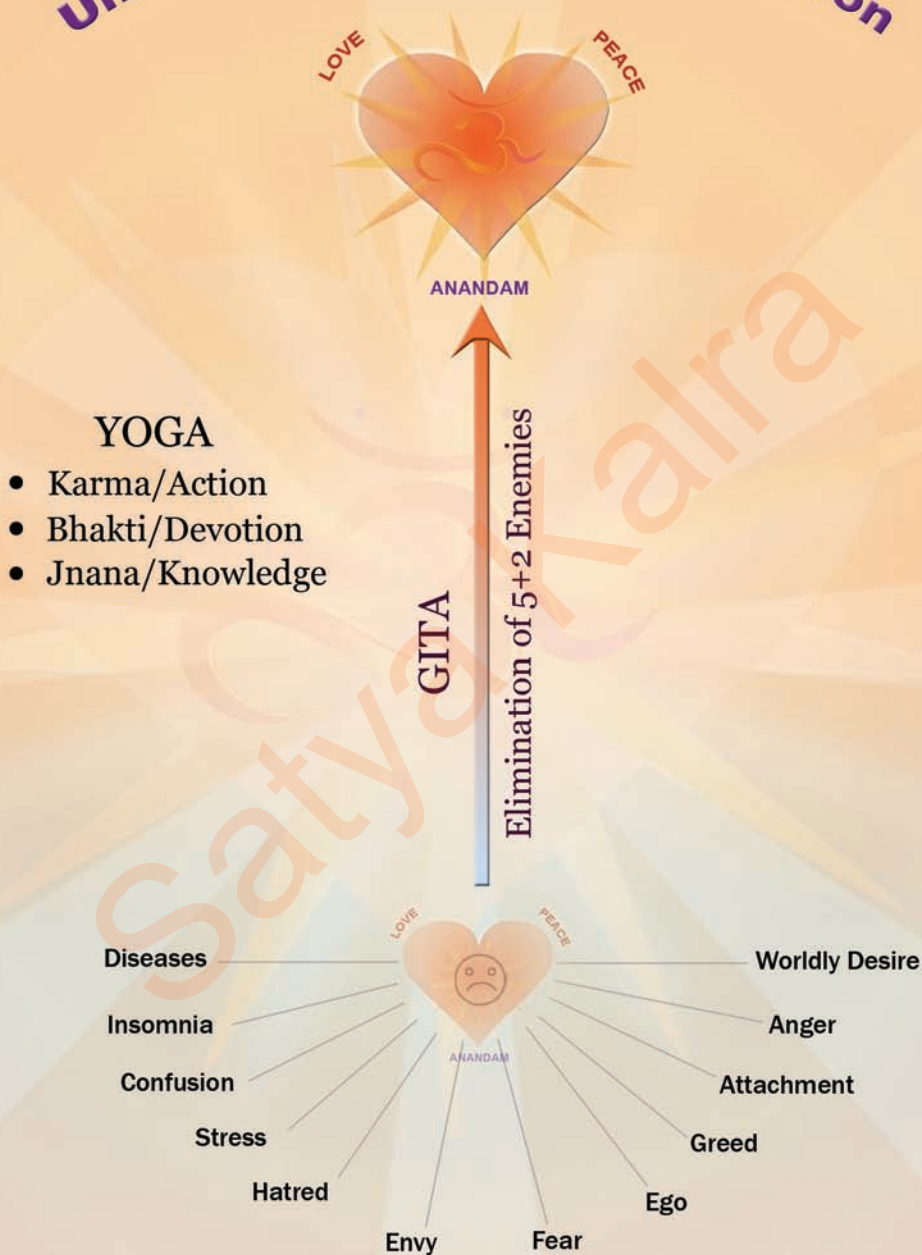 LOVE
PEACE
ANANDAM
YOGA
• Karma/Action
• Bhakti/Devotion
• Jnana/Knowledge
GITA
Elimination of 5+2 Enemies
Satya Kalra
LOVE
PEACE
ANANDAM
Diseases
Worldly Desire
Insomnia
Anger
Confusion
Attachment
Stress
Greed
Hatred
Ego
Envy
Fear